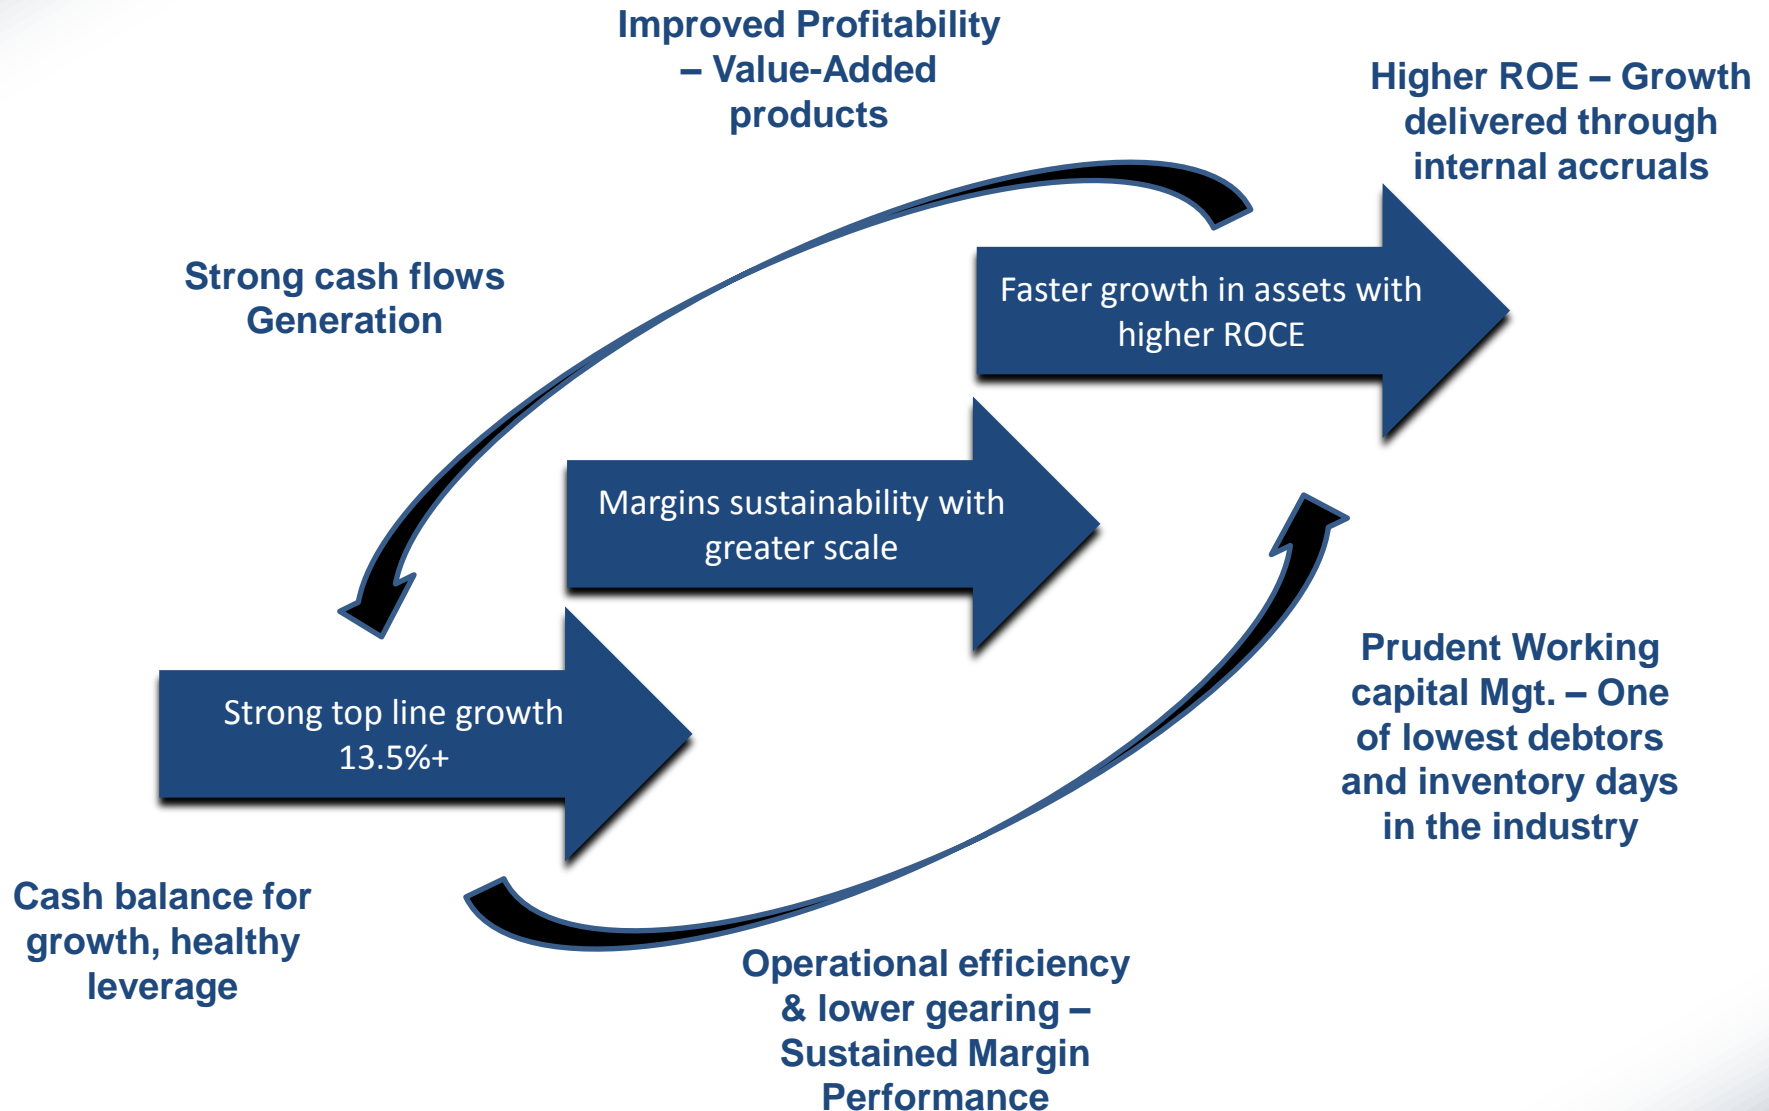 Improved Profitability
– Value-Added
products
Higher ROE – Growth
delivered through
internal accruals
Strong cash flows
Generation
Faster growth in assets with
higher ROCE
Margins sustainability with
greater scale
Strong top line growth
13.5%+
Prudent Working
capital Mgt. – One
of lowest debtors
and inventory days
in the industry
Cash balance for
growth, healthy
leverage
Operational efficiency
& lower gearing –
Sustained Margin
Performance